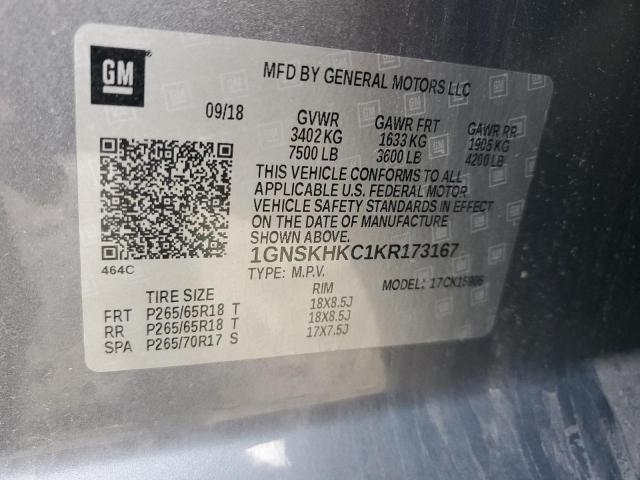 GM
MFD BY GENERAL MOTORS LLC
09/18 GVWR GAWR FRT GAWR RR
3402 KG 1633 KG 1905 KG
7500 LB 3600 LB 4200 LB
THIS VEHICLE CONFORMS TO ALL
APPLICABLE U.S. FEDERAL MOTOR
VEHICLE SAFETY STANDARDS IN EFFECT
ON THE DATE OF MANUFACTURE
SHOWN ABOVE.
464C
1GNSKHKC1KR173167
TYPE: M.P.V. MODEL: 17CK15906
TIRE SIZE RIM
FRT P265/65R18 T 18X8.5J
RR P265/65R18 T 18X8.5J
SPA P265/70R17 S 17X7.5J